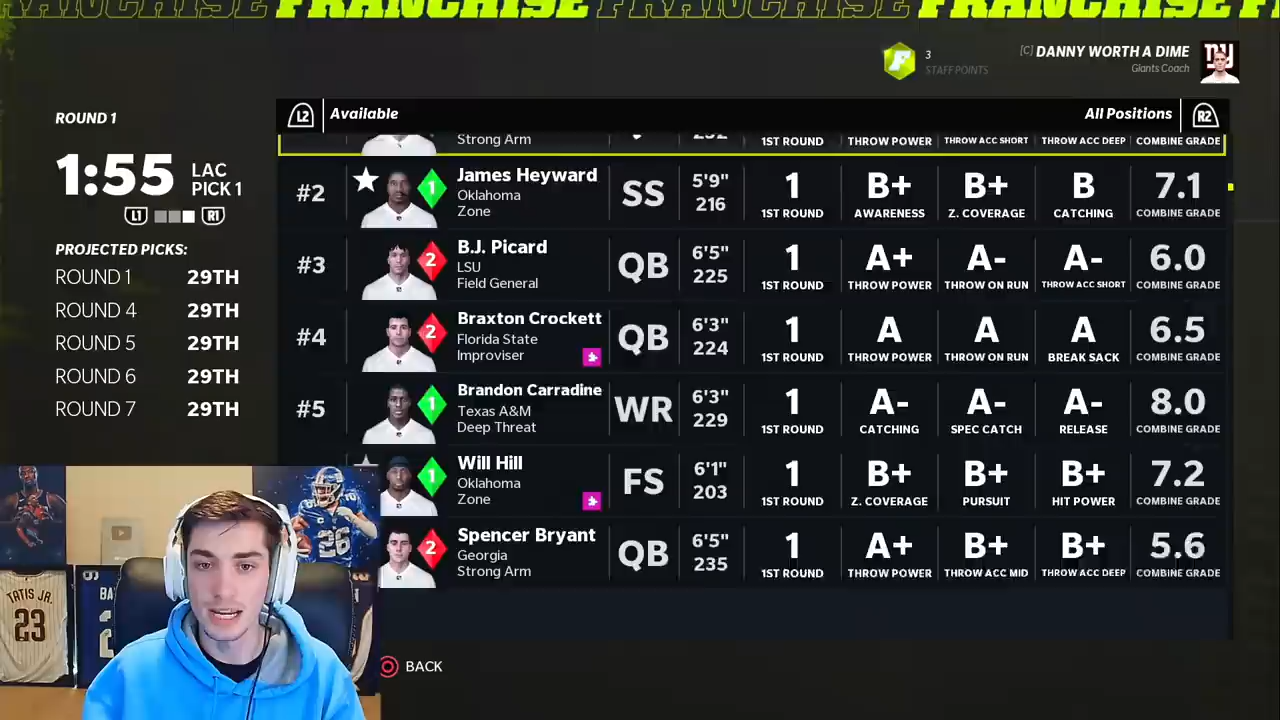 FRANCHISE FRANCHISE FRANCHISE FRANCHISE F
3
STAFF POINTS
[C] DANNY WORTH A DIME
Giants Coach
NY
ROUND 1
1:55 LAC PICK 1
L1 R1
PROJECTED PICKS:
ROUND 1 29TH
ROUND 4 29TH
ROUND 5 29TH
ROUND 6 29TH
ROUND 7 29TH
L2 Available All Positions R2
Strong Arm 1ST ROUND THROW POWER THROW ACC SHORT THROW ACC DEEP COMBINE GRADE
#2 1 James Heyward SS 5'9" 1 B+ B+ B 7.1
Oklahoma 216
Zone 1ST ROUND AWARENESS Z. COVERAGE CATCHING COMBINE GRADE
#3 2 B.J. Picard QB 6'5" 1 A+ A- A- 6.0
LSU 225
Field General 1ST ROUND THROW POWER THROW ON RUN THROW ACC SHORT COMBINE GRADE
#4 2 Braxton Crockett QB 6'3" 1 A A A 6.5
Florida State 224
Improviser 1ST ROUND THROW POWER THROW ON RUN BREAK SACK COMBINE GRADE
#5 1 Brandon Carradine WR 6'3" 1 A- A- A- 8.0
Texas A&M 229
Deep Threat 1ST ROUND CATCHING SPEC CATCH RELEASE COMBINE GRADE
1 Will Hill FS 6'1" 1 B+ B+ B+ 7.2
Oklahoma 203
Zone 1ST ROUND Z. COVERAGE PURSUIT HIT POWER COMBINE GRADE
2 Spencer Bryant QB 6'5" 1 A+ B+ B+ 5.6
Georgia 235
Strong Arm 1ST ROUND THROW POWER THROW ACC MID THROW ACC DEEP COMBINE GRADE
BACK
26
TATIS JR.
23
BA